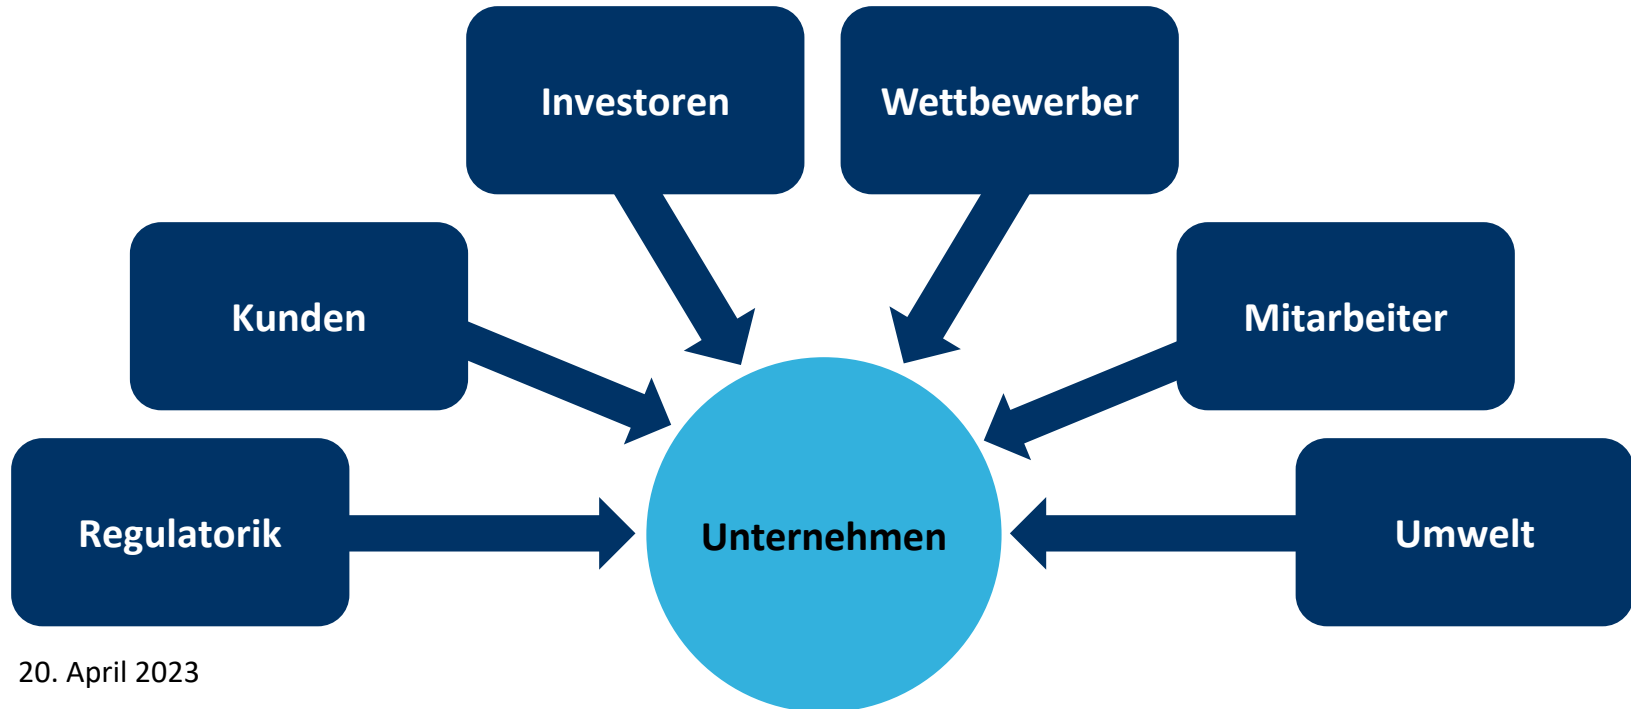 Investoren
Wettbewerber
Kunden
Mitarbeiter
Regulatorik
Unternehmen
Umwelt
20. April 2023